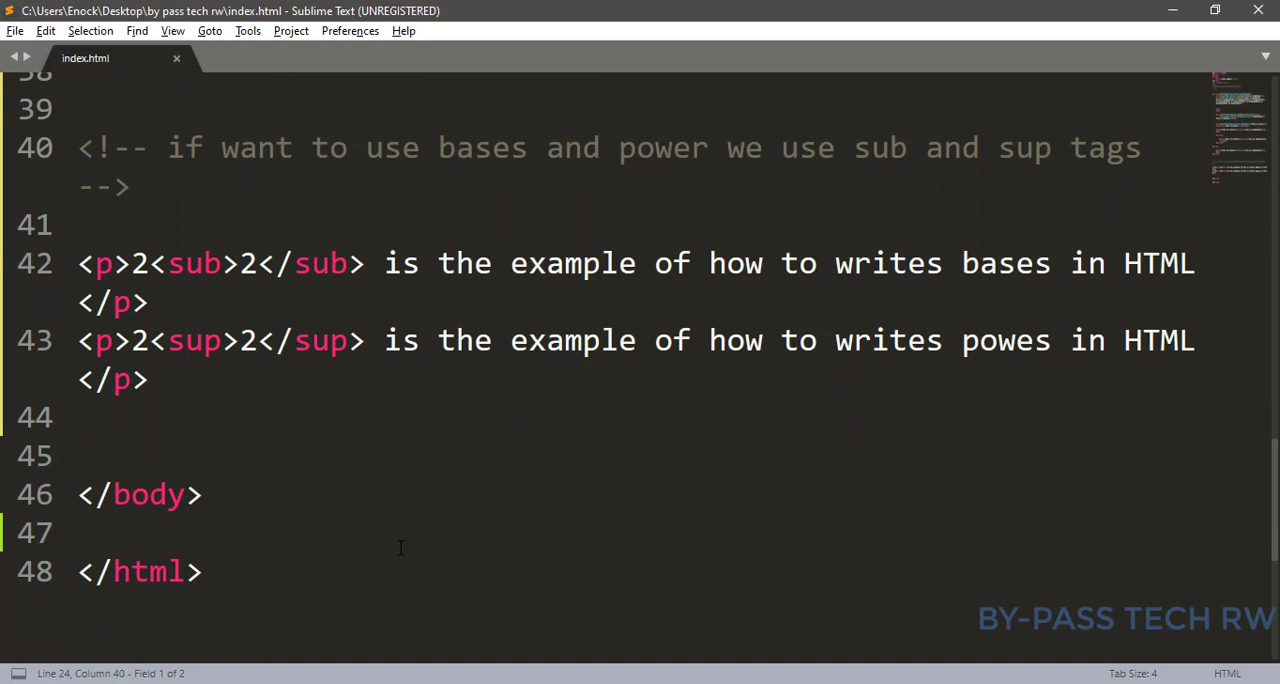 C:\Users\Enock\Desktop\by pass tech rw\index.html - Sublime Text (UNREGISTERED)
File Edit Selection Find View Goto Tools Project Preferences Help
index.html
38
39
40 <!-- if want to use bases and power we use sub and sup tags
-->
41
42 <p>2<sub>2</sub> is the example of how to writes bases in HTML
</p>
43 <p>2<sup>2</sup> is the example of how to writes powes in HTML
</p>
44
45
46 </body>
47
48 </html>
BY-PASS TECH RW
Line 24, Column 40 - Field 1 of 2 Tab Size: 4 HTML